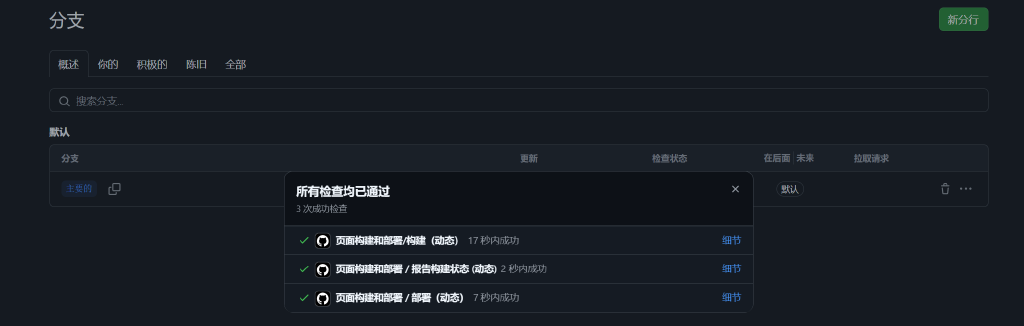 分支
新分行
概述 你的 积极的 陈旧 全部
搜索分支...
默认
分支 更新 检查状态 在后面 未来 拉取请求
主要的 默认
所有检查均已通过
3 次成功检查
页面构建和部署/构建（动态） 17 秒内成功 细节
页面构建和部署 / 报告构建状态 (动态) 2 秒内成功 细节
页面构建和部署 / 部署（动态） 7 秒内成功 细节